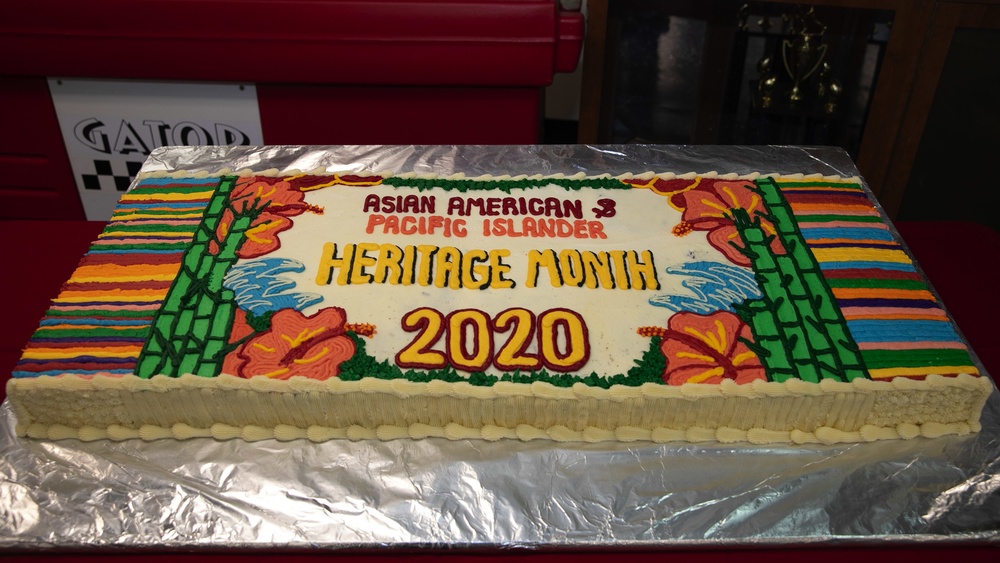 GATOR
ASIAN AMERICAN &
PACIFIC ISLANDER
HERITAGE MONTH
2020